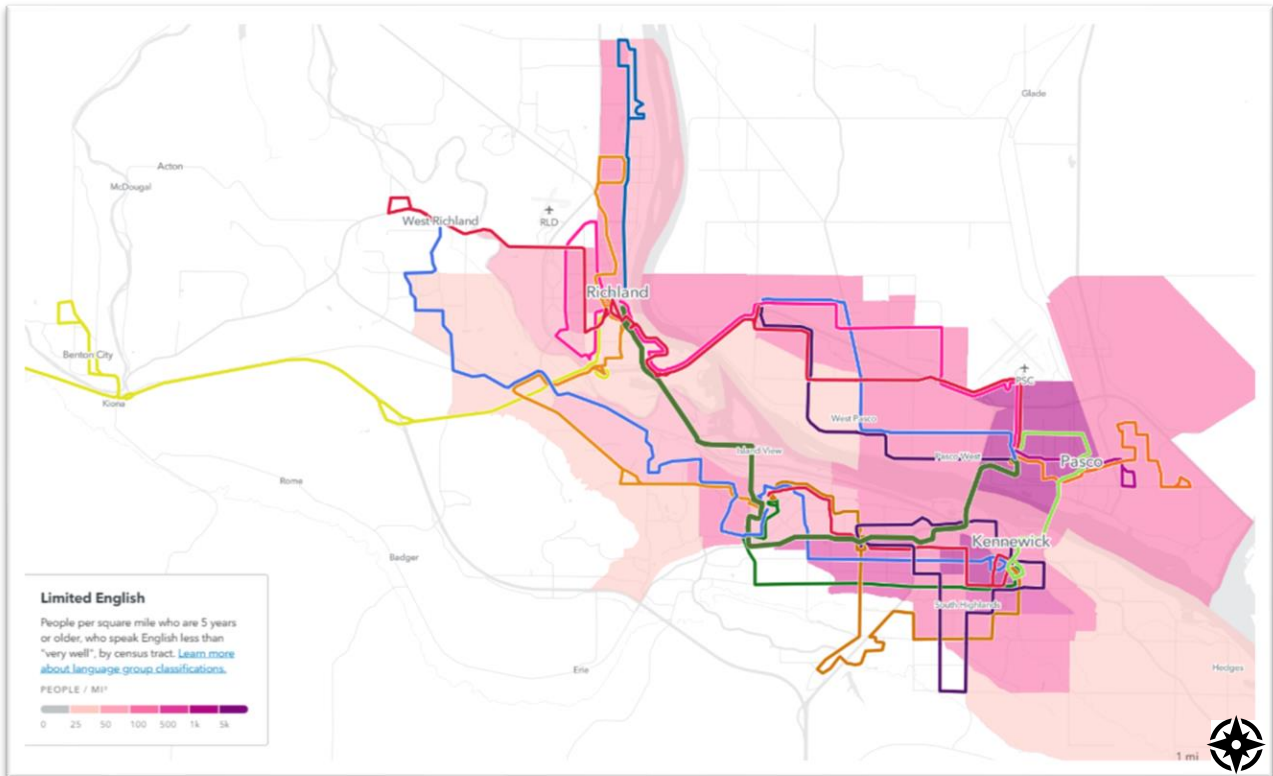 Glade
Acton
McDougal
West Richland
RLD
Richland
Benton City
Kiona
PSC
West Pasco
Island View
Pasco West
Pasco
Rome
Badger
Kennewick
South Highlands
Erie
Hedges
Limited English
People per square mile who are 5 years
or older, who speak English less than
"very well", by census tract. Learn more
about language group classifications.
PEOPLE / MI²
0 25 50 100 500 1k 5k
1 mi